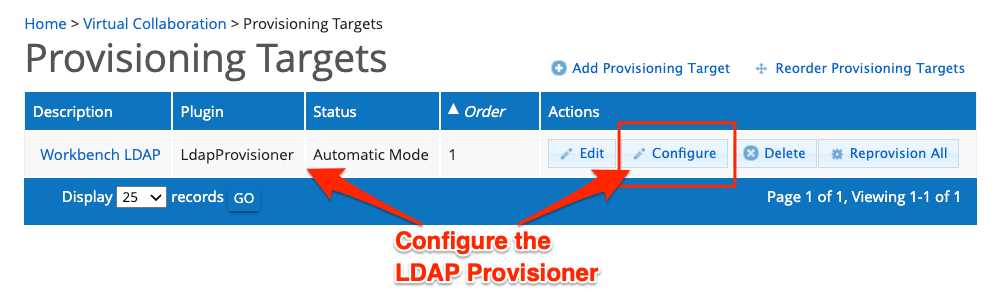 Home > Virtual Collaboration > Provisioning Targets
Provisioning Targets
Add Provisioning Target Reorder Provisioning Targets
Description Plugin Status Order Actions
Workbench LDAP LdapProvisioner Automatic Mode 1 Edit Configure Delete Reprovision All
Display 25 records GO Page 1 of 1, Viewing 1-1 of 1
Configure the
LDAP Provisioner